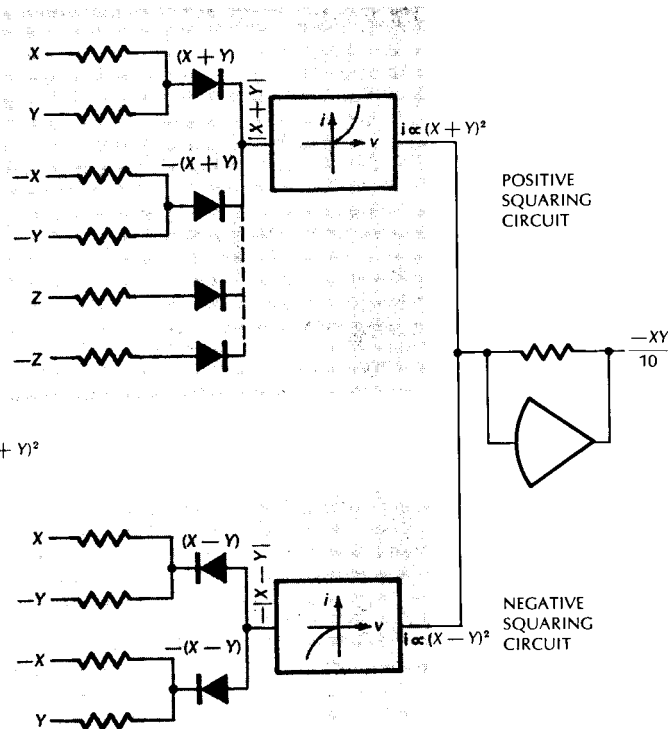 X
(X + Y)
Y
|X + Y|
i
v
i ∝ (X + Y)²
—X
—(X + Y)
—Y
POSITIVE
SQUARING
CIRCUIT
Z
—Z
—XY
10
+ Y)²
X
(X — Y)
—Y
—|X — Y|
i
v
i ∝ (X — Y)²
—X
—(X — Y)
Y
NEGATIVE
SQUARING
CIRCUIT